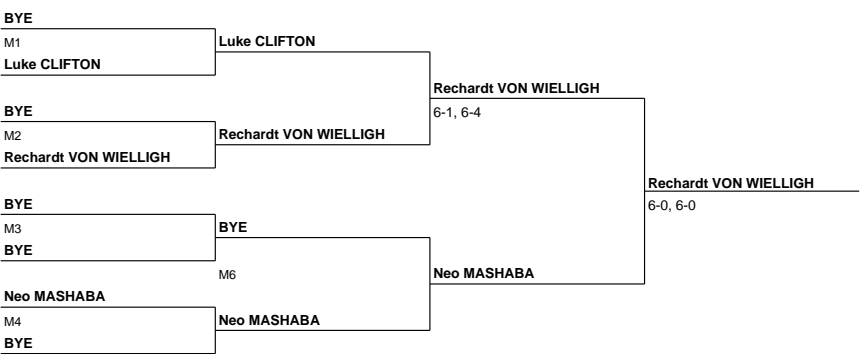 BYE
M1
Luke CLIFTON
Luke CLIFTON
BYE
M2
Rechardt VON WIELLIGH
Rechardt VON WIELLIGH
Rechardt VON WIELLIGH
6-1, 6-4
BYE
M3
BYE
BYE
M6
Neo MASHABA
M4
BYE
Neo MASHABA
Neo MASHABA
Rechardt VON WIELLIGH
6-0, 6-0